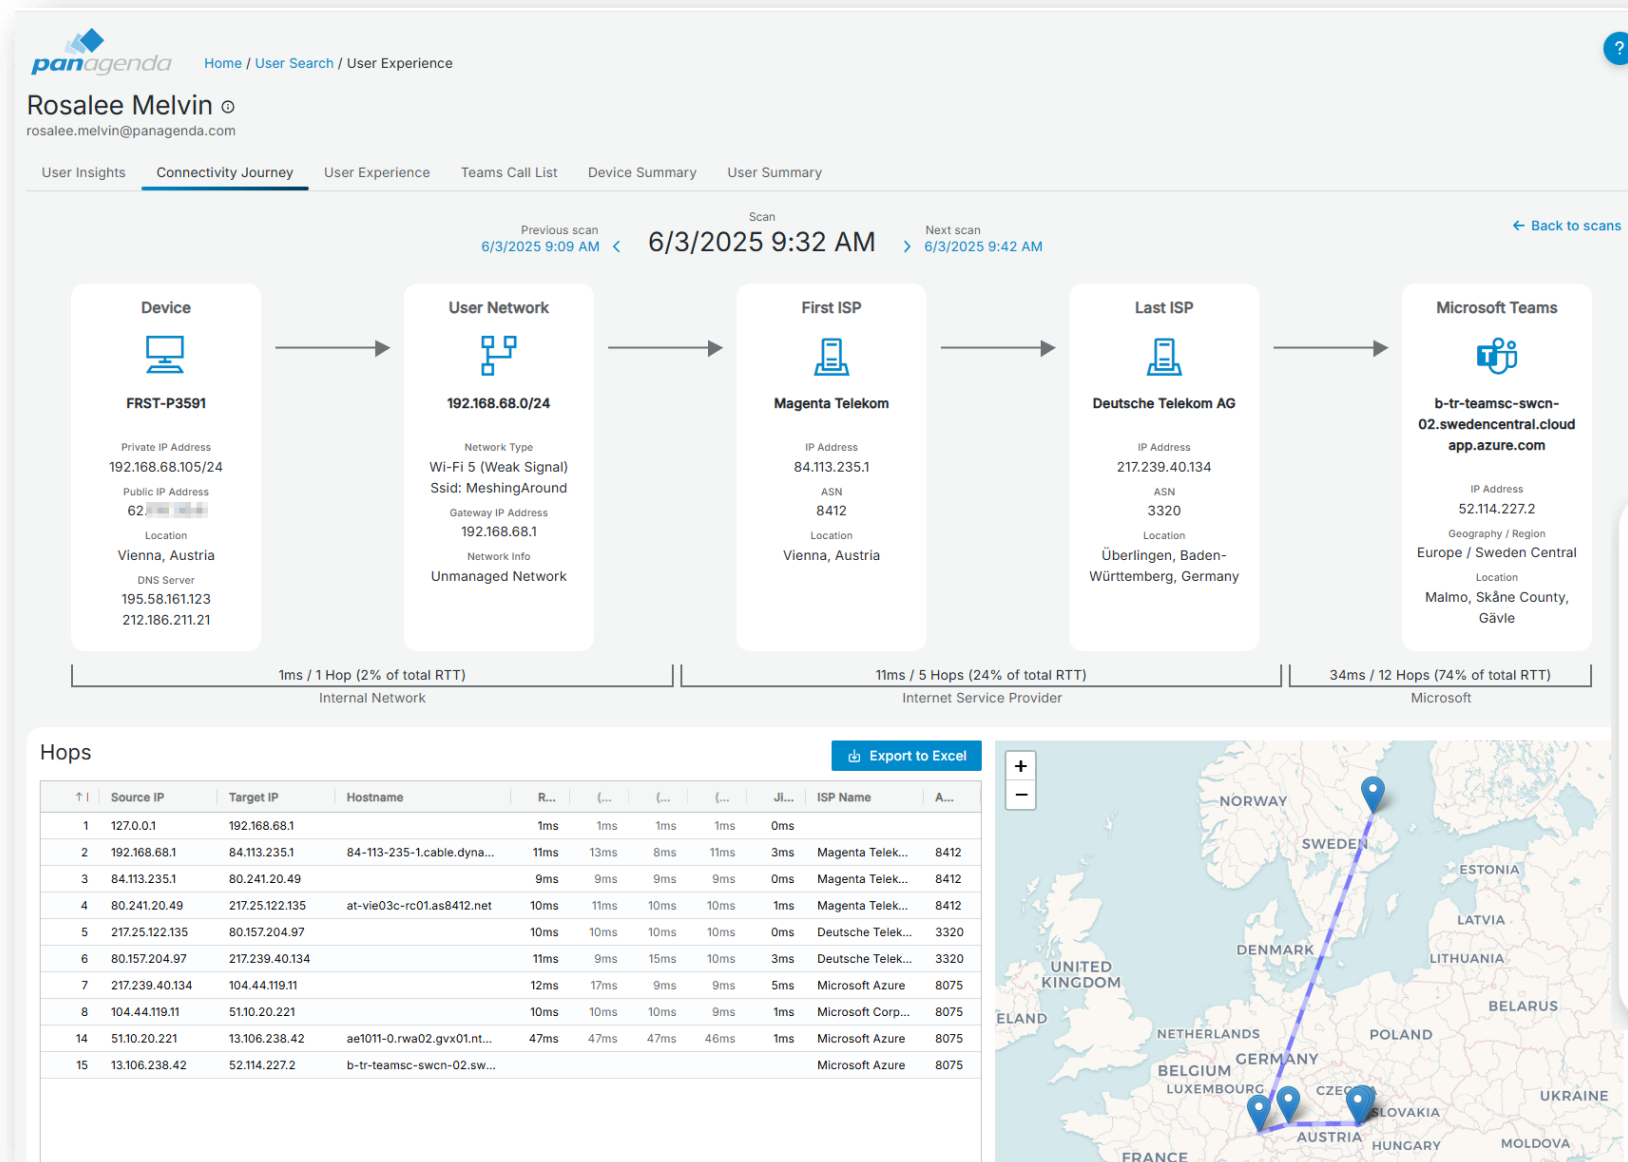 panagenda
Home / User Search / User Experience
?
Rosalee Melvin
rosalee.melvin@panagenda.com
User Insights Connectivity Journey User Experience Teams Call List Device Summary User Summary
Previous scan
6/3/2025 9:09 AM
Scan
6/3/2025 9:32 AM
Next scan
6/3/2025 9:42 AM
← Back to scans
Device
FRST-P3591
Private IP Address
192.168.68.105/24
Public IP Address
62.
Location
Vienna, Austria
DNS Server
195.58.161.123
212.186.211.21
User Network
192.168.68.0/24
Network Type
Wi-Fi 5 (Weak Signal)
Ssid: MeshingAround
Gateway IP Address
192.168.68.1
Network Info
Unmanaged Network
First ISP
Magenta Telekom
IP Address
84.113.235.1
ASN
8412
Location
Vienna, Austria
Last ISP
Deutsche Telekom AG
IP Address
217.239.40.134
ASN
3320
Location
Überlingen, Baden-
Württemberg, Germany
Microsoft Teams
T
b-tr-teamsc-swcn-
02.swedencentral.cloud
app.azure.com
IP Address
52.114.227.2
Geography / Region
Europe / Sweden Central
Location
Malmo, Skåne County,
Gävle
1ms / 1 Hop (2% of total RTT)
Internal Network
11ms / 5 Hops (24% of total RTT)
Internet Service Provider
34ms / 12 Hops (74% of total RTT)
Microsoft
Hops
Export to Excel
↑ | Source IP Target IP Hostname R... (... (... (... Ji... ISP Name A...
1 127.0.0.1 192.168.68.1 1ms 1ms 1ms 1ms 0ms
2 192.168.68.1 84.113.235.1 84-113-235-1.cable.dyna... 11ms 13ms 8ms 11ms 3ms Magenta Telek... 8412
3 84.113.235.1 80.241.20.49 9ms 9ms 9ms 9ms 0ms Magenta Telek... 8412
4 80.241.20.49 217.25.122.135 at-vie03c-rc01.as8412.net 10ms 11ms 10ms 10ms 1ms Magenta Telek... 8412
5 217.25.122.135 80.157.204.97 10ms 10ms 10ms 10ms 0ms Deutsche Telek... 3320
6 80.157.204.97 217.239.40.134 11ms 9ms 15ms 10ms 3ms Deutsche Telek... 3320
7 217.239.40.134 104.44.119.11 12ms 17ms 9ms 9ms 5ms Microsoft Azure 8075
8 104.44.119.11 51.10.20.221 10ms 10ms 10ms 9ms 1ms Microsoft Corp... 8075
14 51.10.20.221 13.106.238.42 ae1011-0.rwa02.gvx01.nt... 47ms 47ms 47ms 46ms 1ms Microsoft Azure 8075
15 13.106.238.42 52.114.227.2 b-tr-teamsc-swcn-02.sw... Microsoft Azure 8075
+
−
NORWAY
SWEDEN
ESTONIA
LATVIA
DENMARK
LITHUANIA
UNITED
KINGDOM
BELARUS
ELAND
NETHERLANDS
POLAND
GERMANY
BELGIUM
LUXEMBOURG
UKRAINE
SLOVAKIA
AUSTRIA
HUNGARY
MOLDOVA
FRANCE